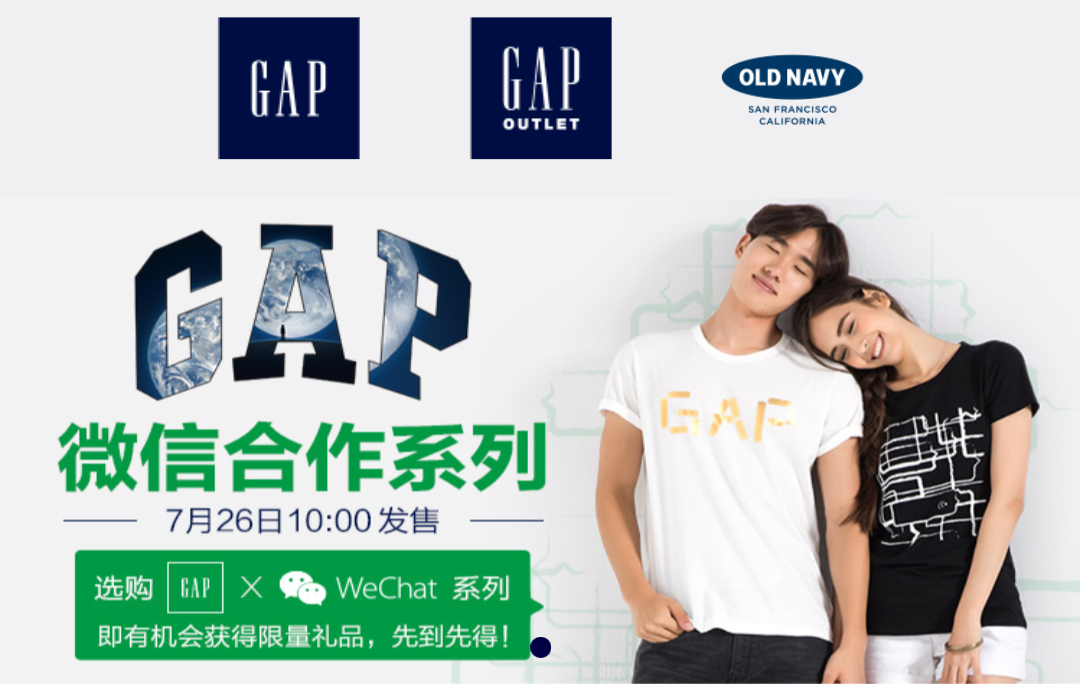 GAP
GAP
OUTLET
OLD NAVY
SAN FRANCISCO
CALIFORNIA
GAP
微信合作系列
7月26日10:00 发售
选购 GAP X WeChat 系列
即有机会获得限量礼品，先到先得！
GAP